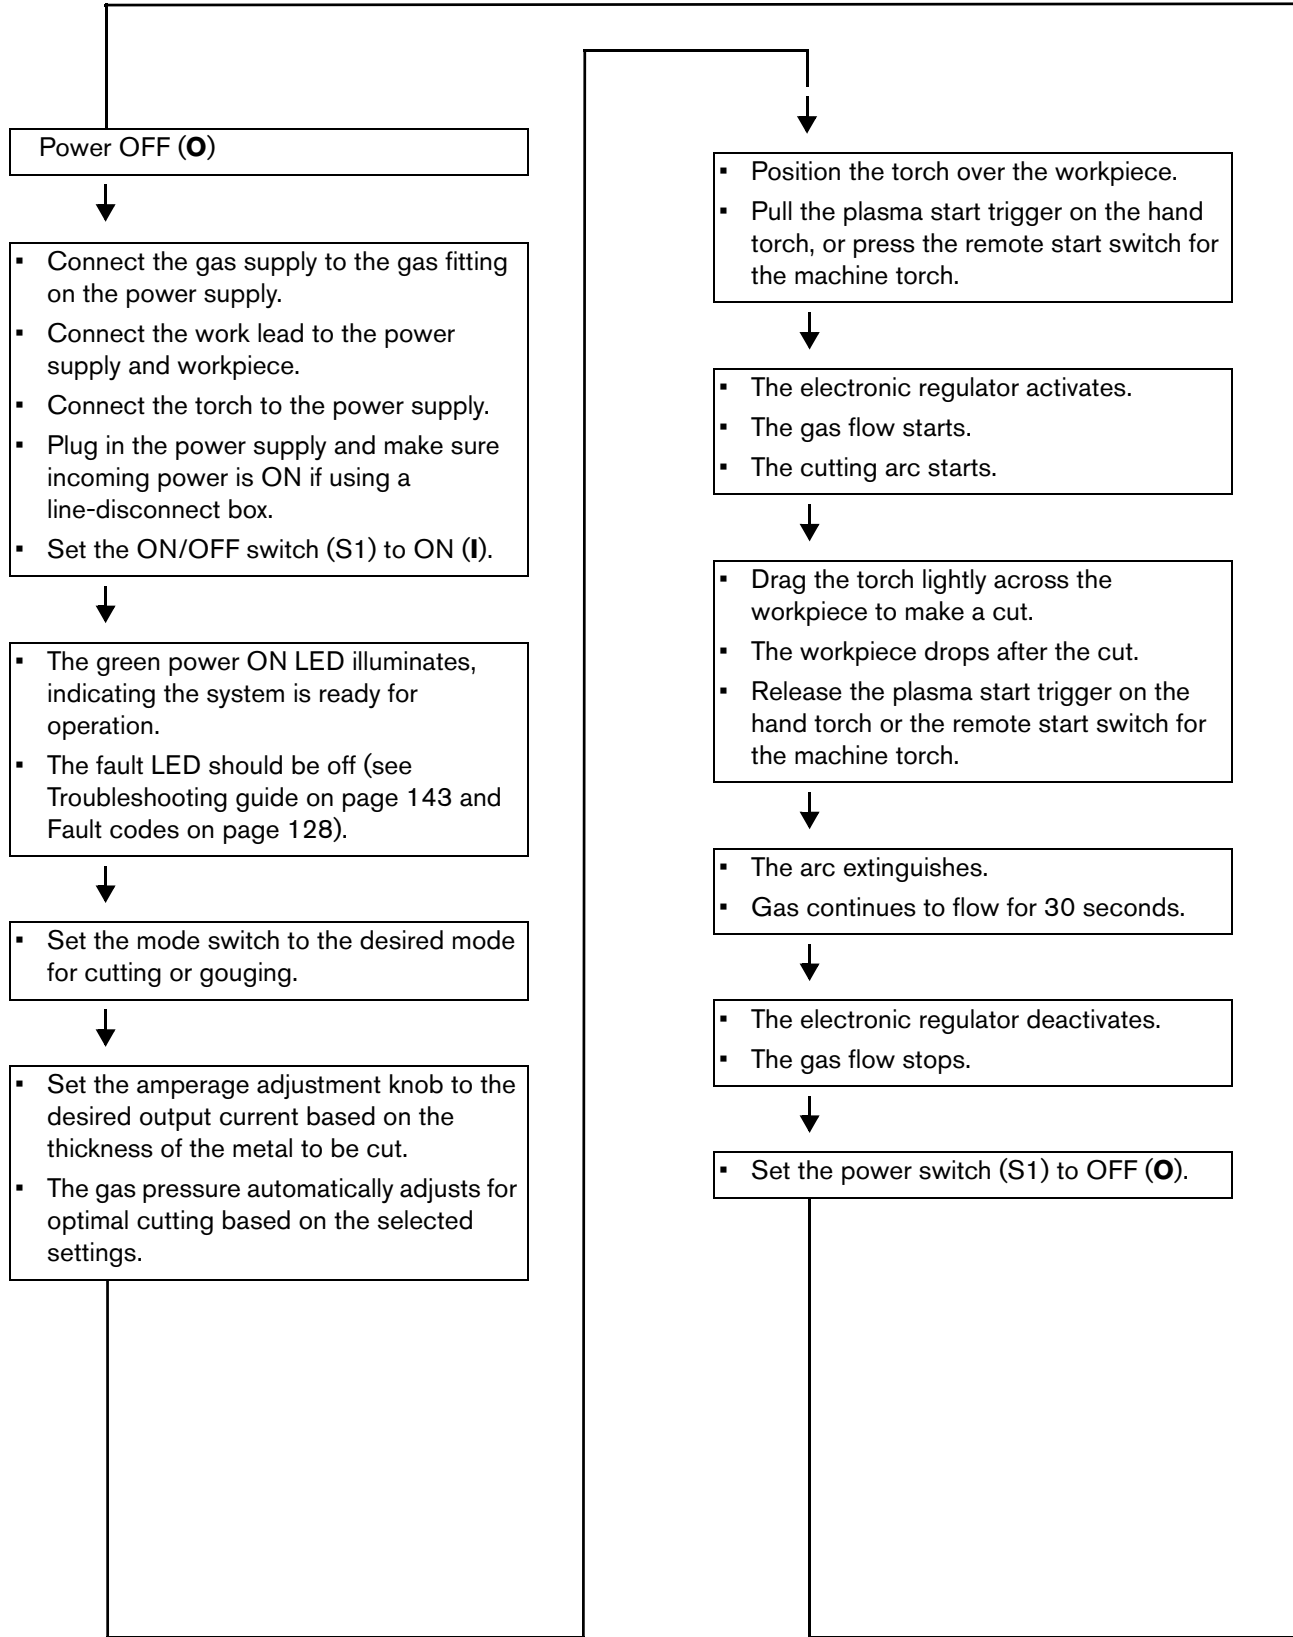 Power OFF (O)
▪ Connect the gas supply to the gas fitting
on the power supply.
▪ Connect the work lead to the power
supply and workpiece.
▪ Connect the torch to the power supply.
▪ Plug in the power supply and make sure
incoming power is ON if using a
line-disconnect box.
▪ Set the ON/OFF switch (S1) to ON (I).
▪ The green power ON LED illuminates,
indicating the system is ready for
operation.
▪ The fault LED should be off (see
Troubleshooting guide on page 143 and
Fault codes on page 128).
▪ Set the mode switch to the desired mode
for cutting or gouging.
▪ Set the amperage adjustment knob to the
desired output current based on the
thickness of the metal to be cut.
▪ The gas pressure automatically adjusts for
optimal cutting based on the selected
settings.
▪ Position the torch over the workpiece.
▪ Pull the plasma start trigger on the hand
torch, or press the remote start switch for
the machine torch.
▪ The electronic regulator activates.
▪ The gas flow starts.
▪ The cutting arc starts.
▪ Drag the torch lightly across the
workpiece to make a cut.
▪ The workpiece drops after the cut.
▪ Release the plasma start trigger on the
hand torch or the remote start switch for
the machine torch.
▪ The arc extinguishes.
▪ Gas continues to flow for 30 seconds.
▪ The electronic regulator deactivates.
▪ The gas flow stops.
▪ Set the power switch (S1) to OFF (O).